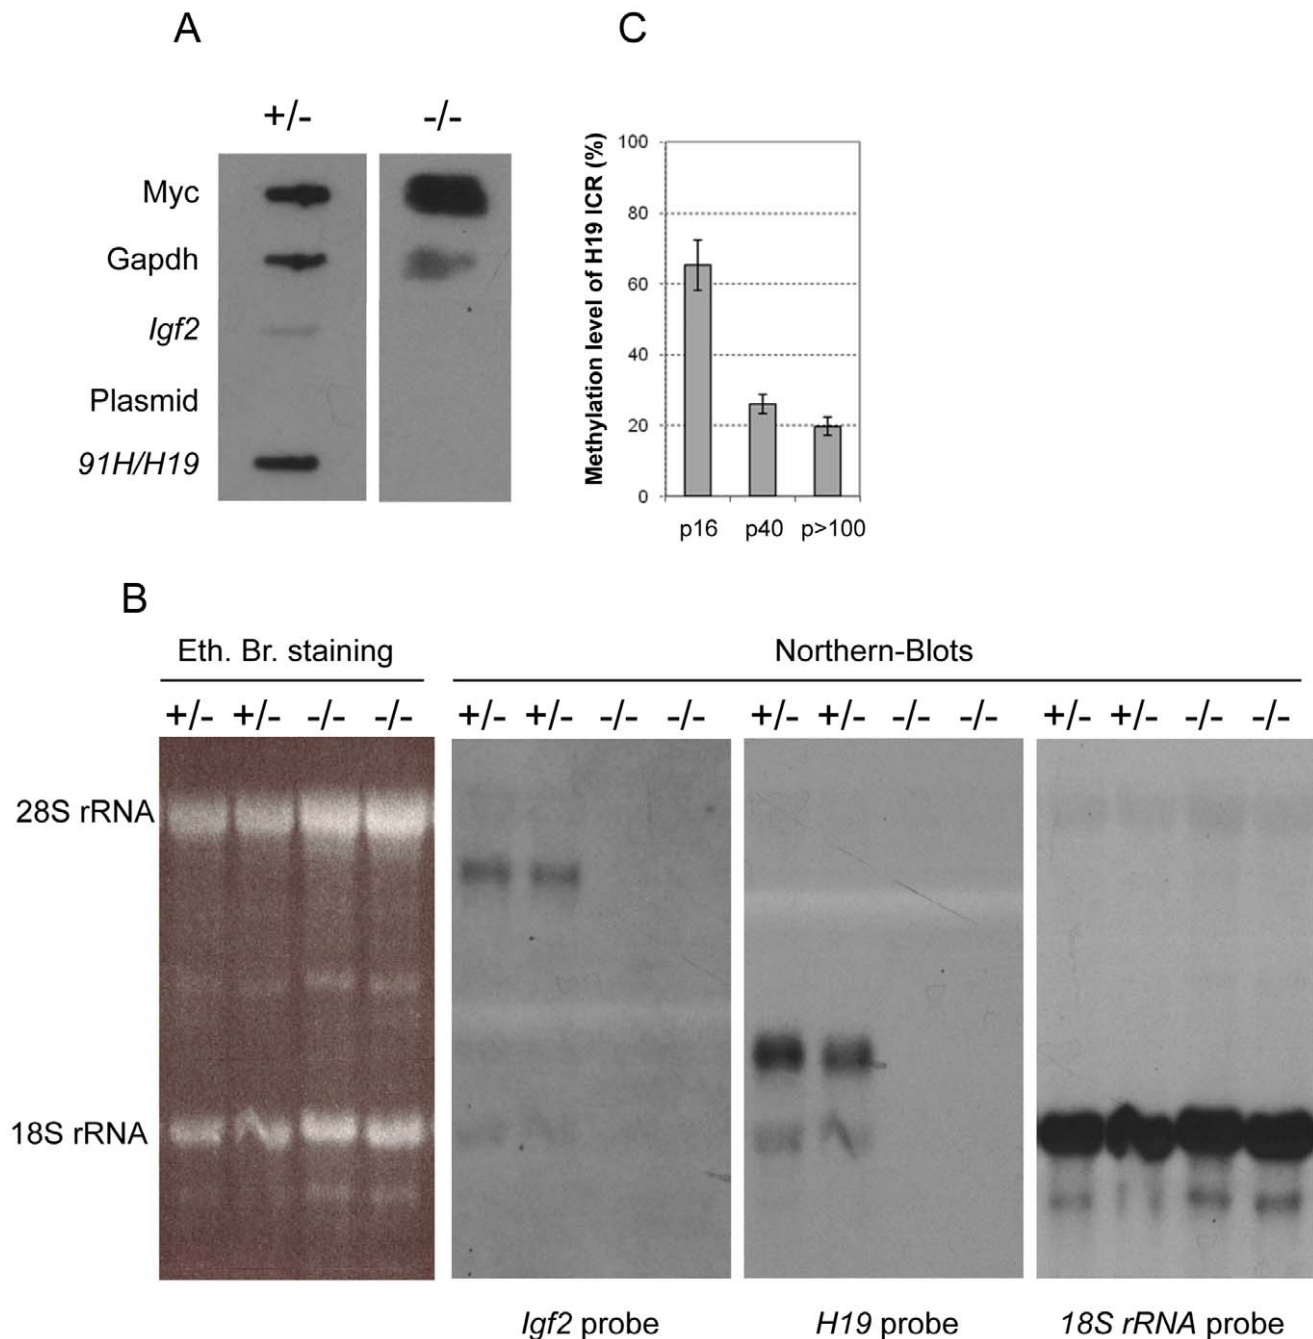 A
+/- -/-
Myc
Gapdh
Igf2
Plasmid
91H/H19
C
Methylation level of H19 ICR (%)
100
80
60
40
20
0
p16 p40 p>100
B
Eth. Br. staining Northern-Blots
+/- +/- -/- -/- +/- +/- -/- -/- +/- +/- -/- -/- +/- +/- -/- -/-
28S rRNA
18S rRNA
Igf2 probe H19 probe 18S rRNA probe